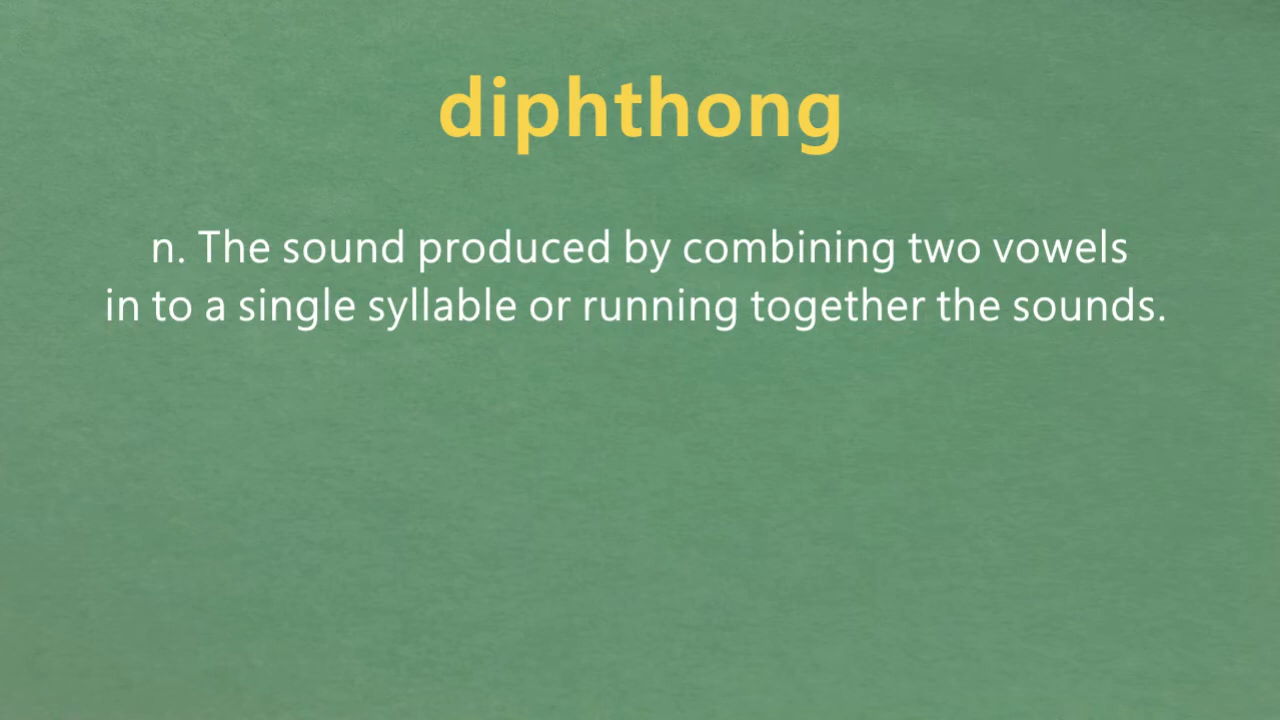 diphthong
n. The sound produced by combining two vowels
in to a single syllable or running together the sounds.